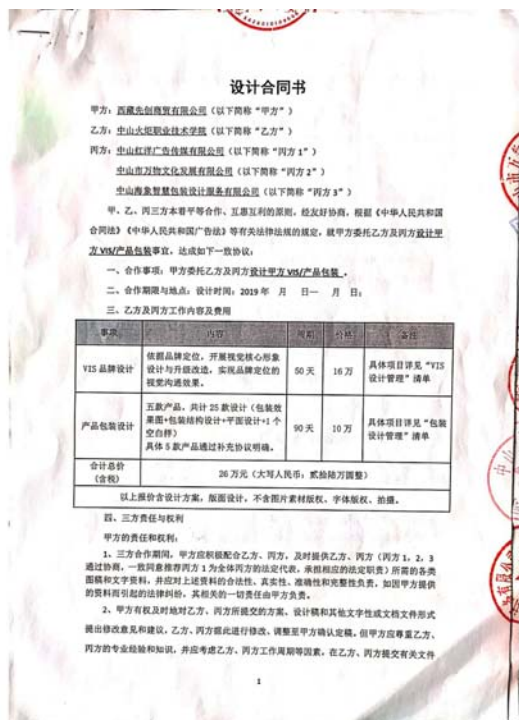 设计合同书
甲方：西藏先创商贸有限公司（以下简称“甲方”）
乙方：中山火炬职业技术学院（以下简称“乙方”）
丙方：中山红洋广告传媒有限公司（以下简称“丙方1”）
中山市万物文化发展有限公司（以下简称“丙方2”）
中山海象智慧包装设计服务有限公司（以下简称“丙方3”）
甲、乙、丙三方本着平等合作、互惠互利的原则，经友好协商，根据《中华人民共和国
合同法》《中华人民共和国广告法》等有关法律法规的规定，就甲方委托乙方及丙方设计甲
方VIS/产品包装事宜，达成如下一致协议：
一、合作事项：甲方委托乙方及丙方设计甲方VIS/产品包装。
二、合作期限与地点：设计时间：2019年 月 日— 月 日；
三、乙方及丙方工作内容及费用
事项 内容 周期 价格 备注
VIS品牌设计 依据品牌定位，开展视觉核心形象
设计与升级改造，实现品牌定位的
视觉沟通效果。 50天 16万 具体项目详见“VIS
设计管理”清单
产品包装设计 五款产品，共计25款设计（包装效
果图+包装结构设计+平面设计+1个
空白样）
具体5款产品通过补充协议明确。 90天 10万 具体项目详见“包装
设计管理”清单
合计总价
（含税） 26万元（大写人民币：贰拾陆万圆整）
以上报价含设计方案，版面设计，不含图片素材版权、字体版权、拍摄。
四、三方责任与权利
甲方的责任和权利：
1、三方合作期间，甲方应积极配合乙方、丙方，及时提供乙方、丙方（丙方1，2，3
通过协商，一致同意推荐丙方1为全体丙方的法定代表，承担相应的法定职责）所需的各类
图稿和文字资料，并应对上述资料的合法性、真实性、准确性和完整性负责，如因甲方提供
的资料而引起的法律纠纷，其相关的一切责任由甲方负责。
2、甲方有权及时地对乙方、丙方所提交的方案、设计稿和其他文字性或文档文件形式
提出修改意见和建议，乙方、丙方据此进行修改、调整至甲方确认定稿，但甲方应尊重乙方、
丙方的专业经验和知识，并应考虑乙方、丙方工作周期等因素，在乙方、丙方提交有关文件
1